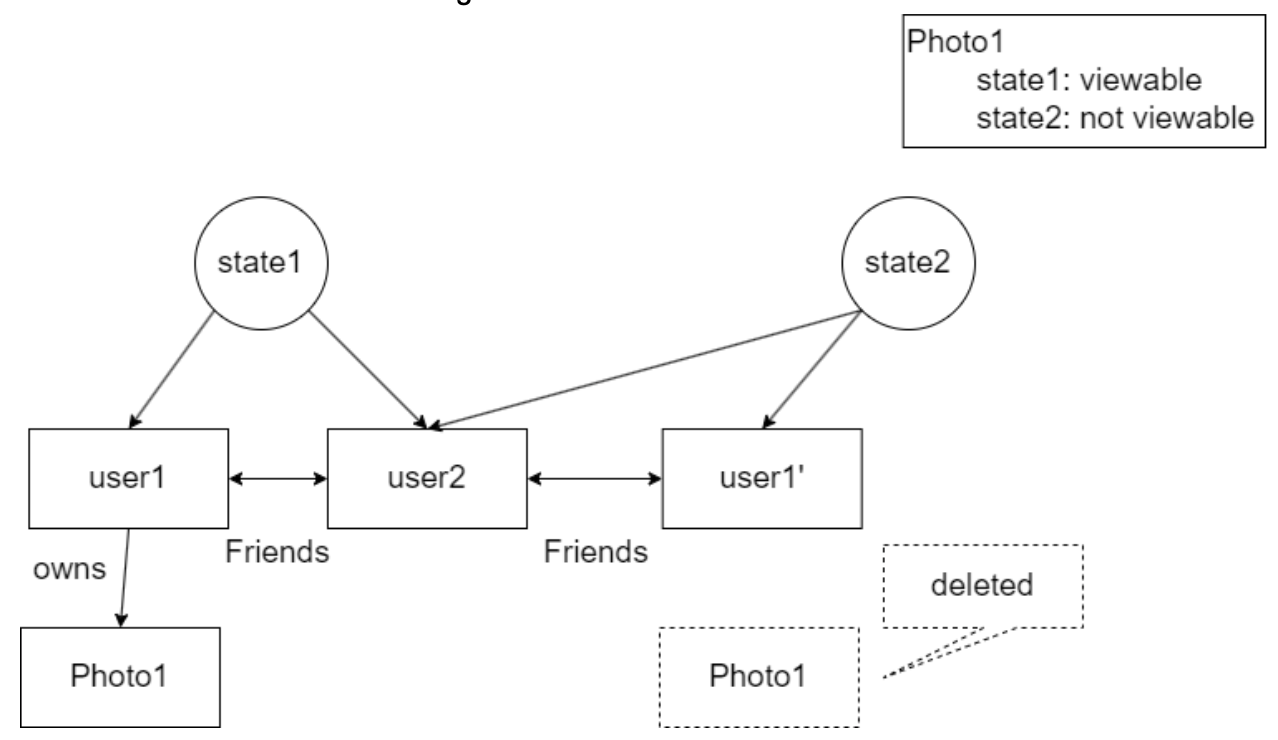 Photo1
state1: viewable
state2: not viewable
state1
state2
user1
user2
user1'
Friends
Friends
owns
deleted
Photo1
Photo1